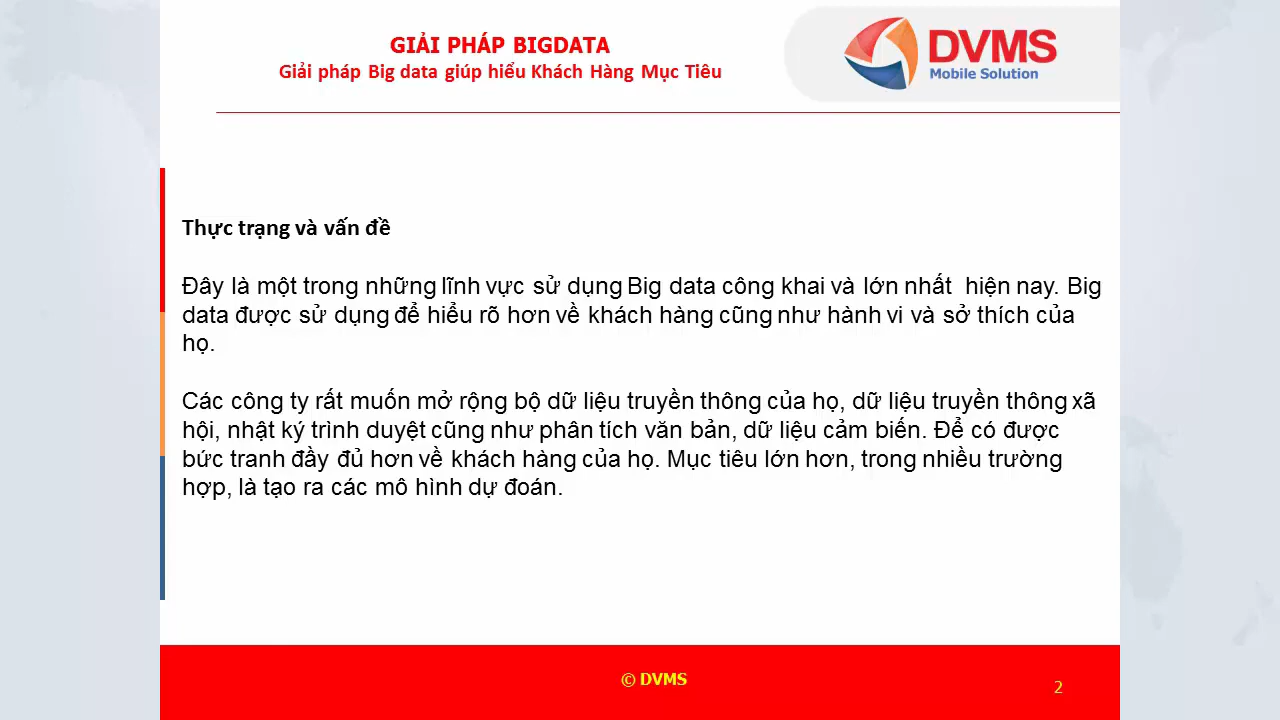 GIẢI PHÁP BIGDATA
Giải pháp Big data giúp hiểu Khách Hàng Mục Tiêu
DVMS
Mobile Solution
Thực trạng và vấn đề
Đây là một trong những lĩnh vực sử dụng Big data công khai và lớn nhất  hiện nay. Big
data được sử dụng để hiểu rõ hơn về khách hàng cũng như hành vi và sở thích của
họ.
Các công ty rất muốn mở rộng bộ dữ liệu truyền thông của họ, dữ liệu truyền thông xã
hội, nhật ký trình duyệt cũng như phân tích văn bản, dữ liệu cảm biến. Để có được
bức tranh đầy đủ hơn về khách hàng của họ. Mục tiêu lớn hơn, trong nhiều trường
hợp, là tạo ra các mô hình dự đoán.
© DVMS
2